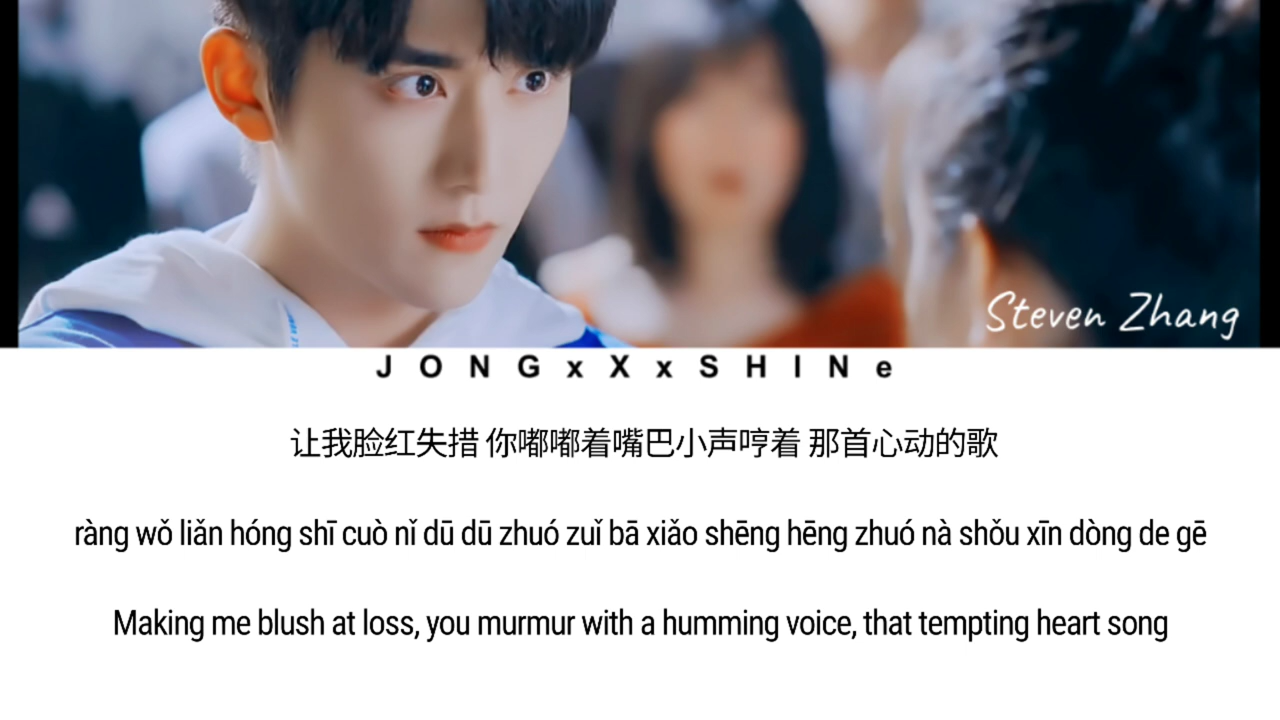 Steven Zhang
J O N G x X x S H I N e
让我脸红失措 你嘟嘟着嘴巴小声哼着 那首心动的歌
ràng wǒ liǎn hóng shī cuò nǐ dū dū zhuó zuǐ bā xiǎo shēng hēng zhuó nà shǒu xīn dòng de gē
Making me blush at loss, you murmur with a humming voice, that tempting heart song